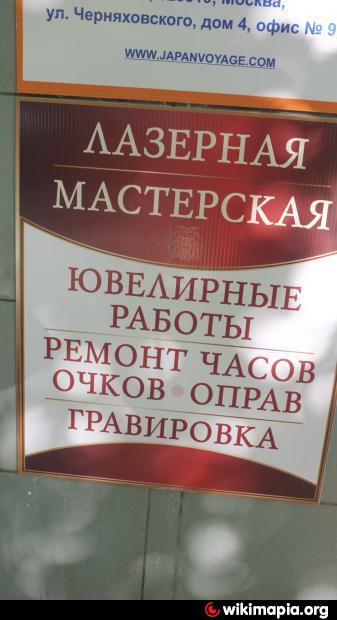 Москва,
ул. Черняховского, дом 4, офис № 9
WWW.JAPANVOYAGE.COM
ЛАЗЕРНАЯ
МАСТЕРСКАЯ
ЮВЕЛИРНЫЕ
РАБОТЫ
РЕМОНТ ЧАСОВ
ОЧКОВ • ОПРАВ
ГРАВИРОВКА
wikimapia.org